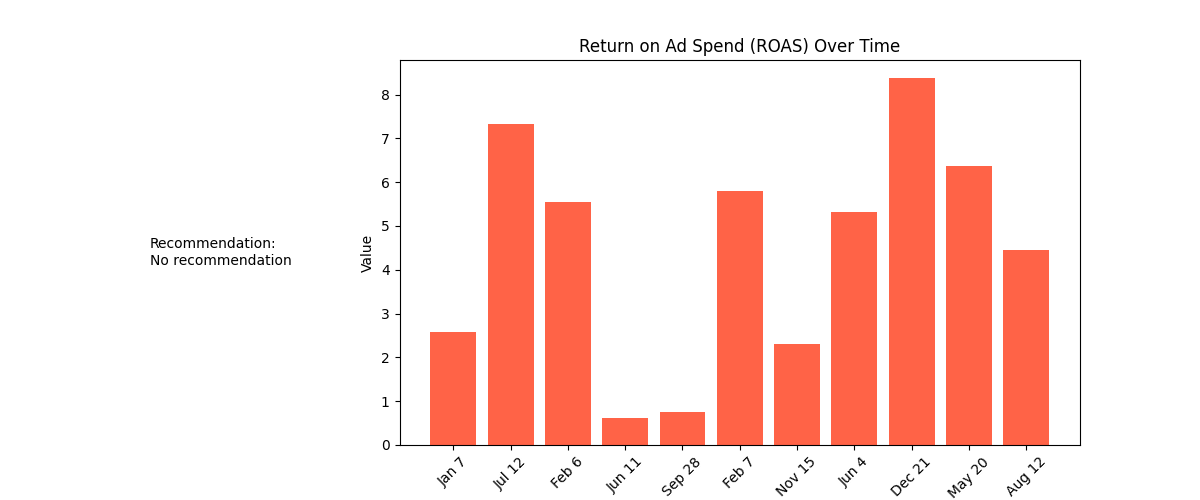 Return on Ad Spend (ROAS) Over Time
Recommendation:
No recommendation
Value
8
7
6
5
4
3
2
1
0
Jan 7
Jul 12
Feb 6
Jun 11
Sep 28
Feb 7
Nov 15
Jun 4
Dec 21
May 20
Aug 12